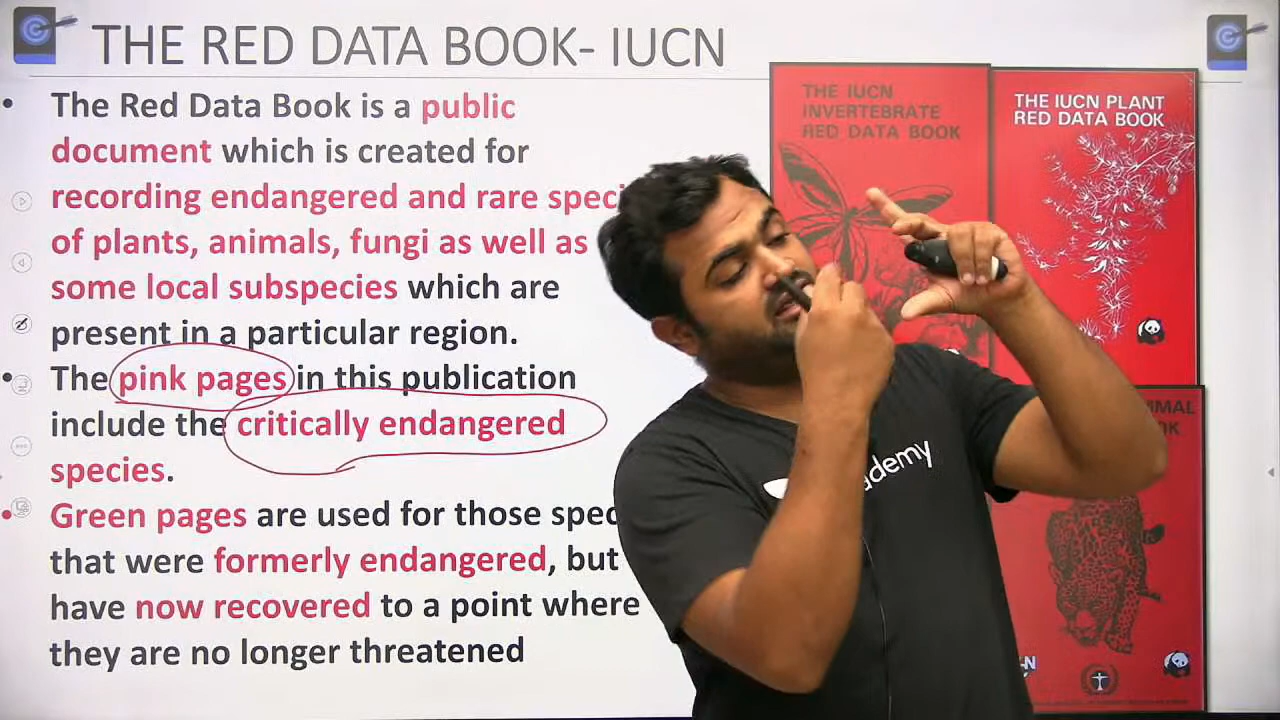 THE RED DATA BOOK- IUCN
• The Red Data Book is a public
document which is created for
recording endangered and rare
of plants, animals, fungi as well as
some local subspecies which are
present in a particular region.
• The pink pages in this publication
include the critically endangered
species.
• Green pages are used for those
that were formerly endangered, but
have now recovered to a point where
they are no longer threatened
THE IUCN
INVERTEBRATE
RED DATA BOOK
THE IUCN PLANT
RED DATA BOOK